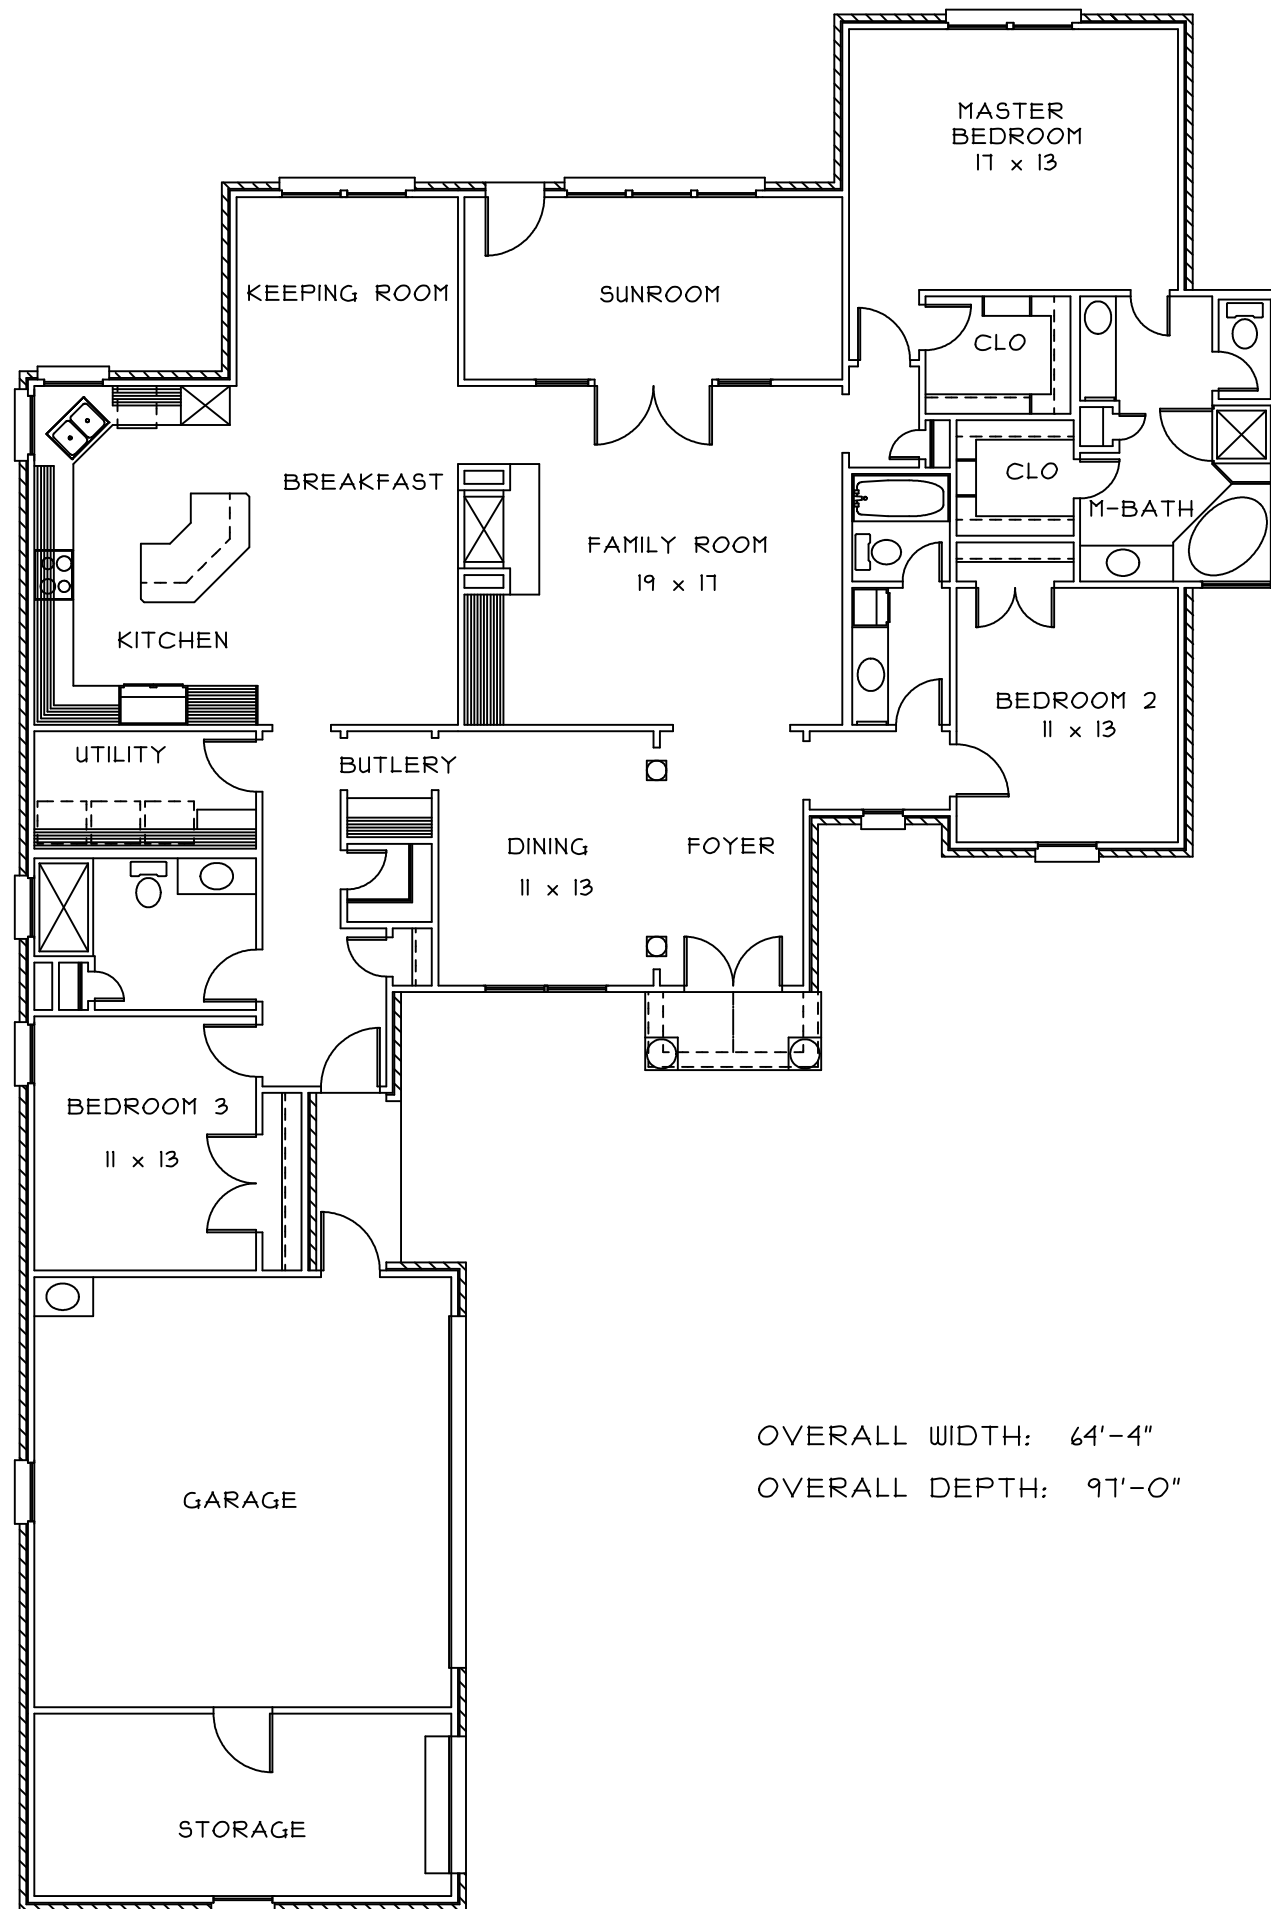 MASTER
BEDROOM
17 x 13
KEEPING ROOM
SUNROOM
CLO
BREAKFAST
CLO
M-BATH
FAMILY ROOM
19 x 17
KITCHEN
BEDROOM 2
11 x 13
UTILITY
BUTLERY
DINING
11 x 13
FOYER
BEDROOM 3
11 x 13
OVERALL WIDTH: 64'-4"
OVERALL DEPTH: 97'-0"
GARAGE
STORAGE